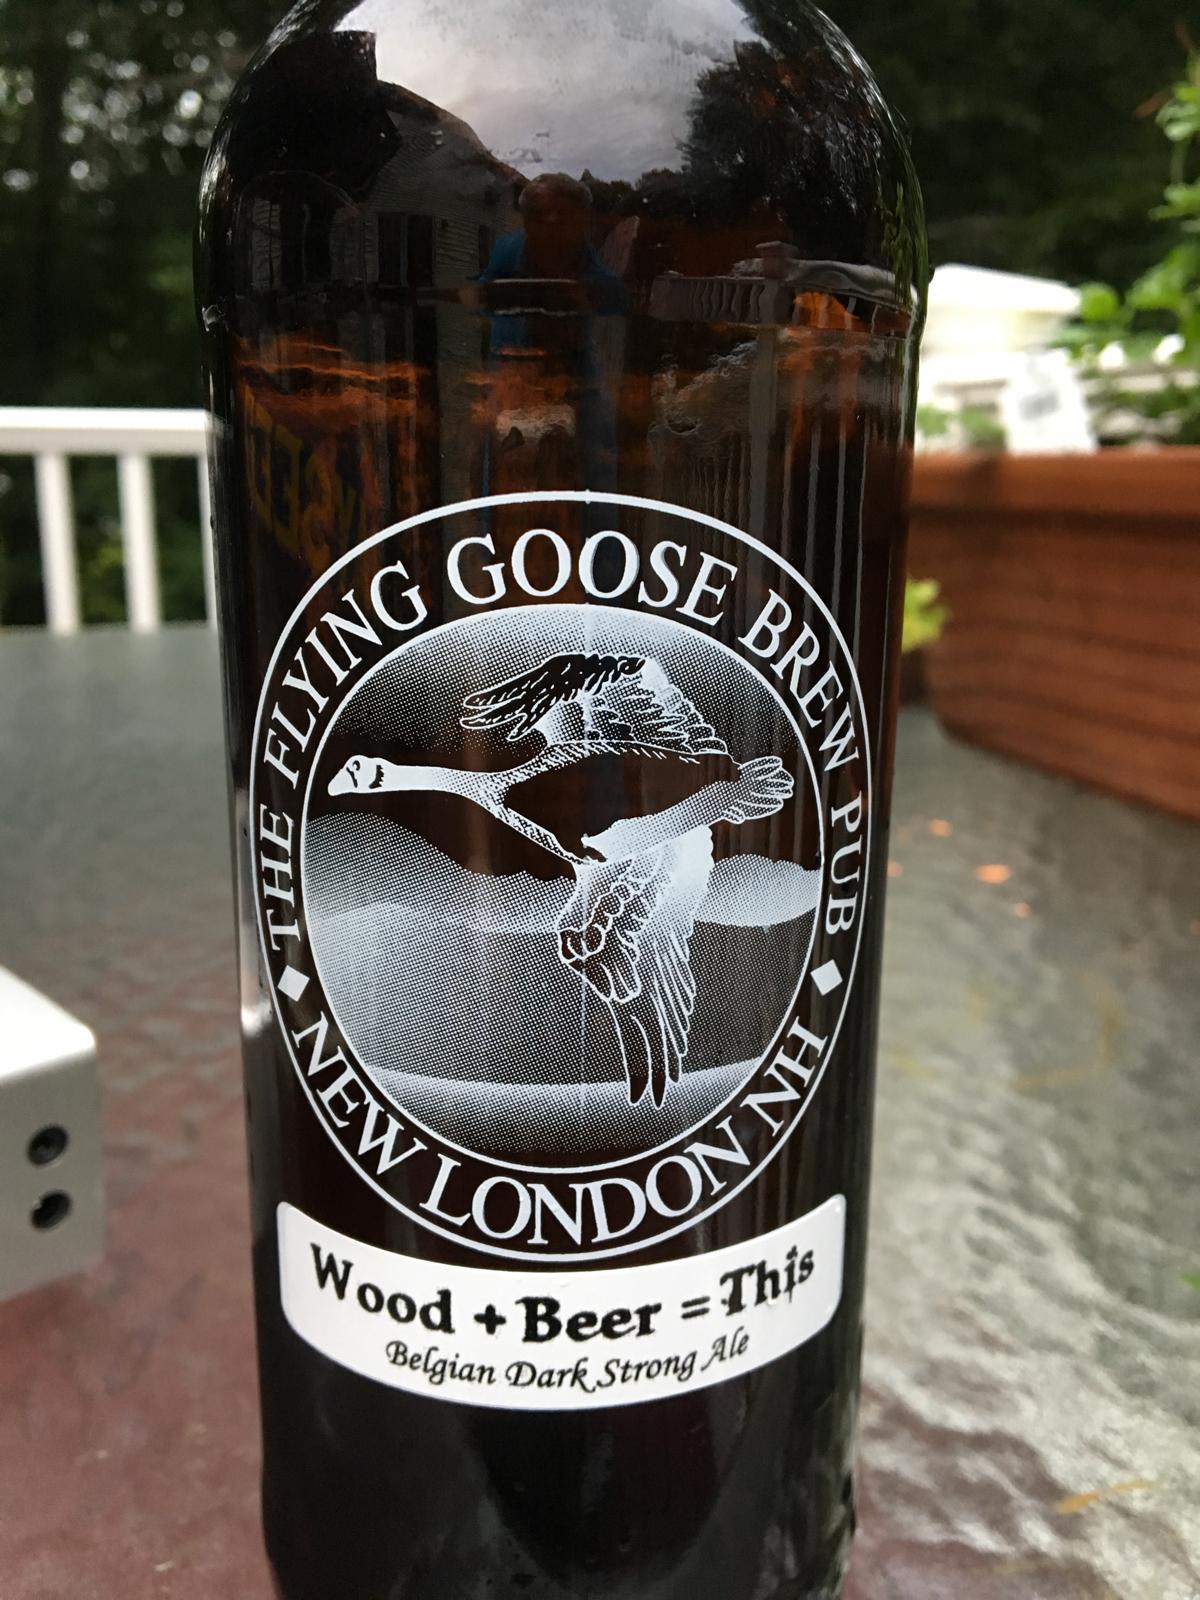 THE FLYING GOOSE BREW PUB
NEW LONDON NH
Wood + Beer = This
Belgian Dark Strong Ale